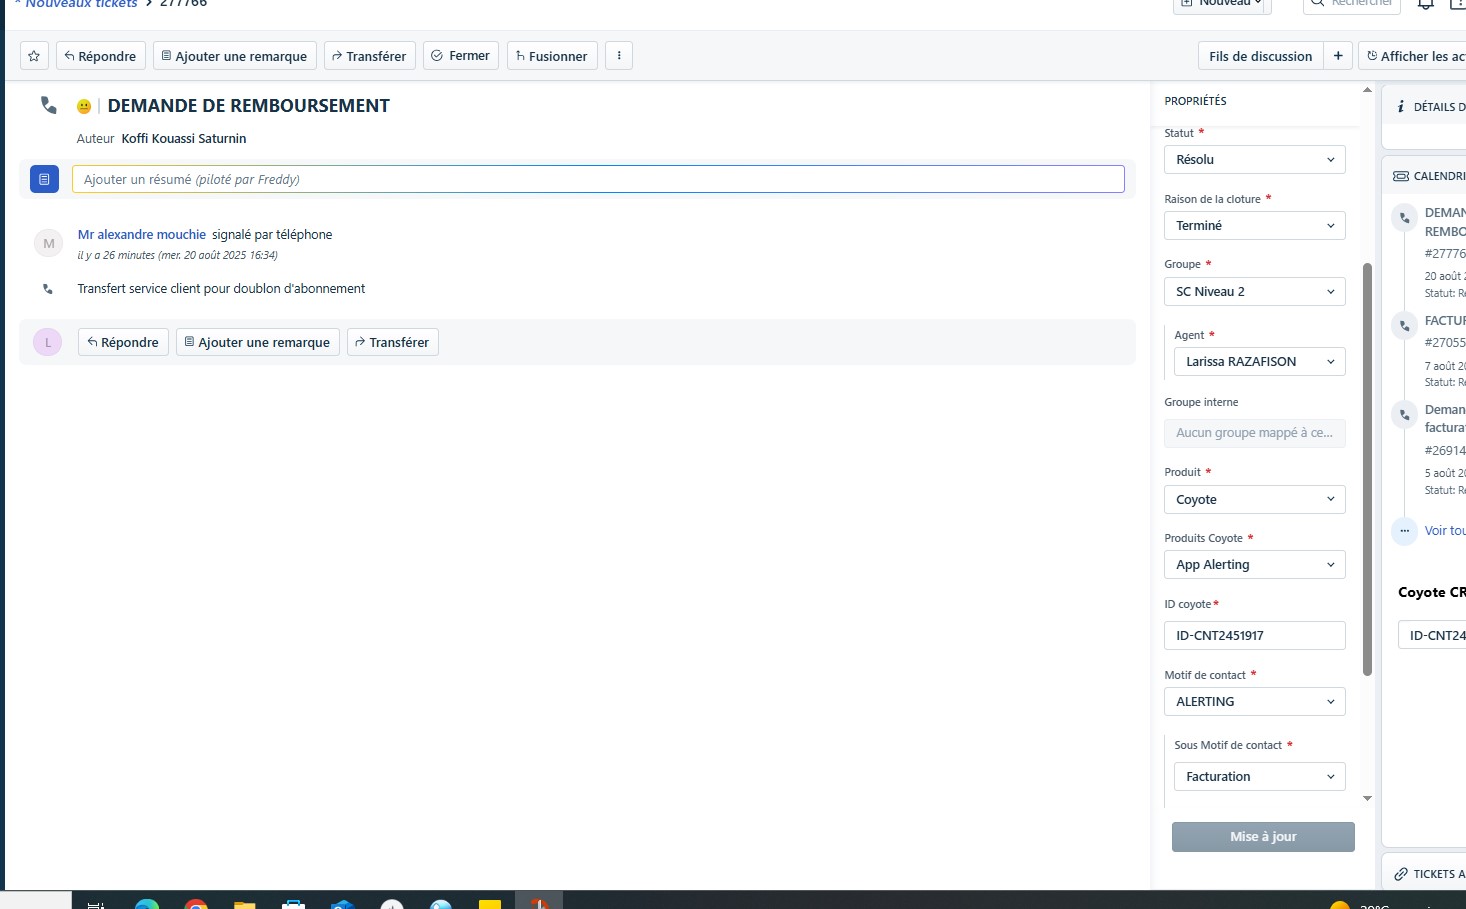 Nouveaux tickets > 277766
Nouveau
Rechercher
Répondre
Ajouter une remarque
Transférer
Fermer
Fusionner
Fils de discussion
+
Afficher les ac
DEMANDE DE REMBOURSEMENT
Auteur Koffi Kouassi Saturnin
Ajouter un résumé (piloté par Freddy)
M
Mr alexandre mouchie signalé par téléphone
il y a 26 minutes (mer. 20 août 2025 16:34)
Transfert service client pour doublon d'abonnement
L
Répondre
Ajouter une remarque
Transférer
PROPRIÉTÉS
Statut *
Résolu
Raison de la cloture *
Terminé
Groupe *
SC Niveau 2
Agent *
Larissa RAZAFISON
Groupe interne
Aucun groupe mappé à ce...
Produit *
Coyote
Produits Coyote *
App Alerting
ID coyote *
ID-CNT2451917
Motif de contact *
ALERTING
Sous Motif de contact *
Facturation
Mise à jour
DÉTAILS D
CALENDRI
DEMAN
REMBO
#27776
20 août 2
Statut: Ré
FACTUR
#27055
7 août 20
Statut: Ré
Deman
factura
#26914
5 août 20
Statut: Ré
Voir tou
Coyote CR
ID-CNT24
TICKETS A